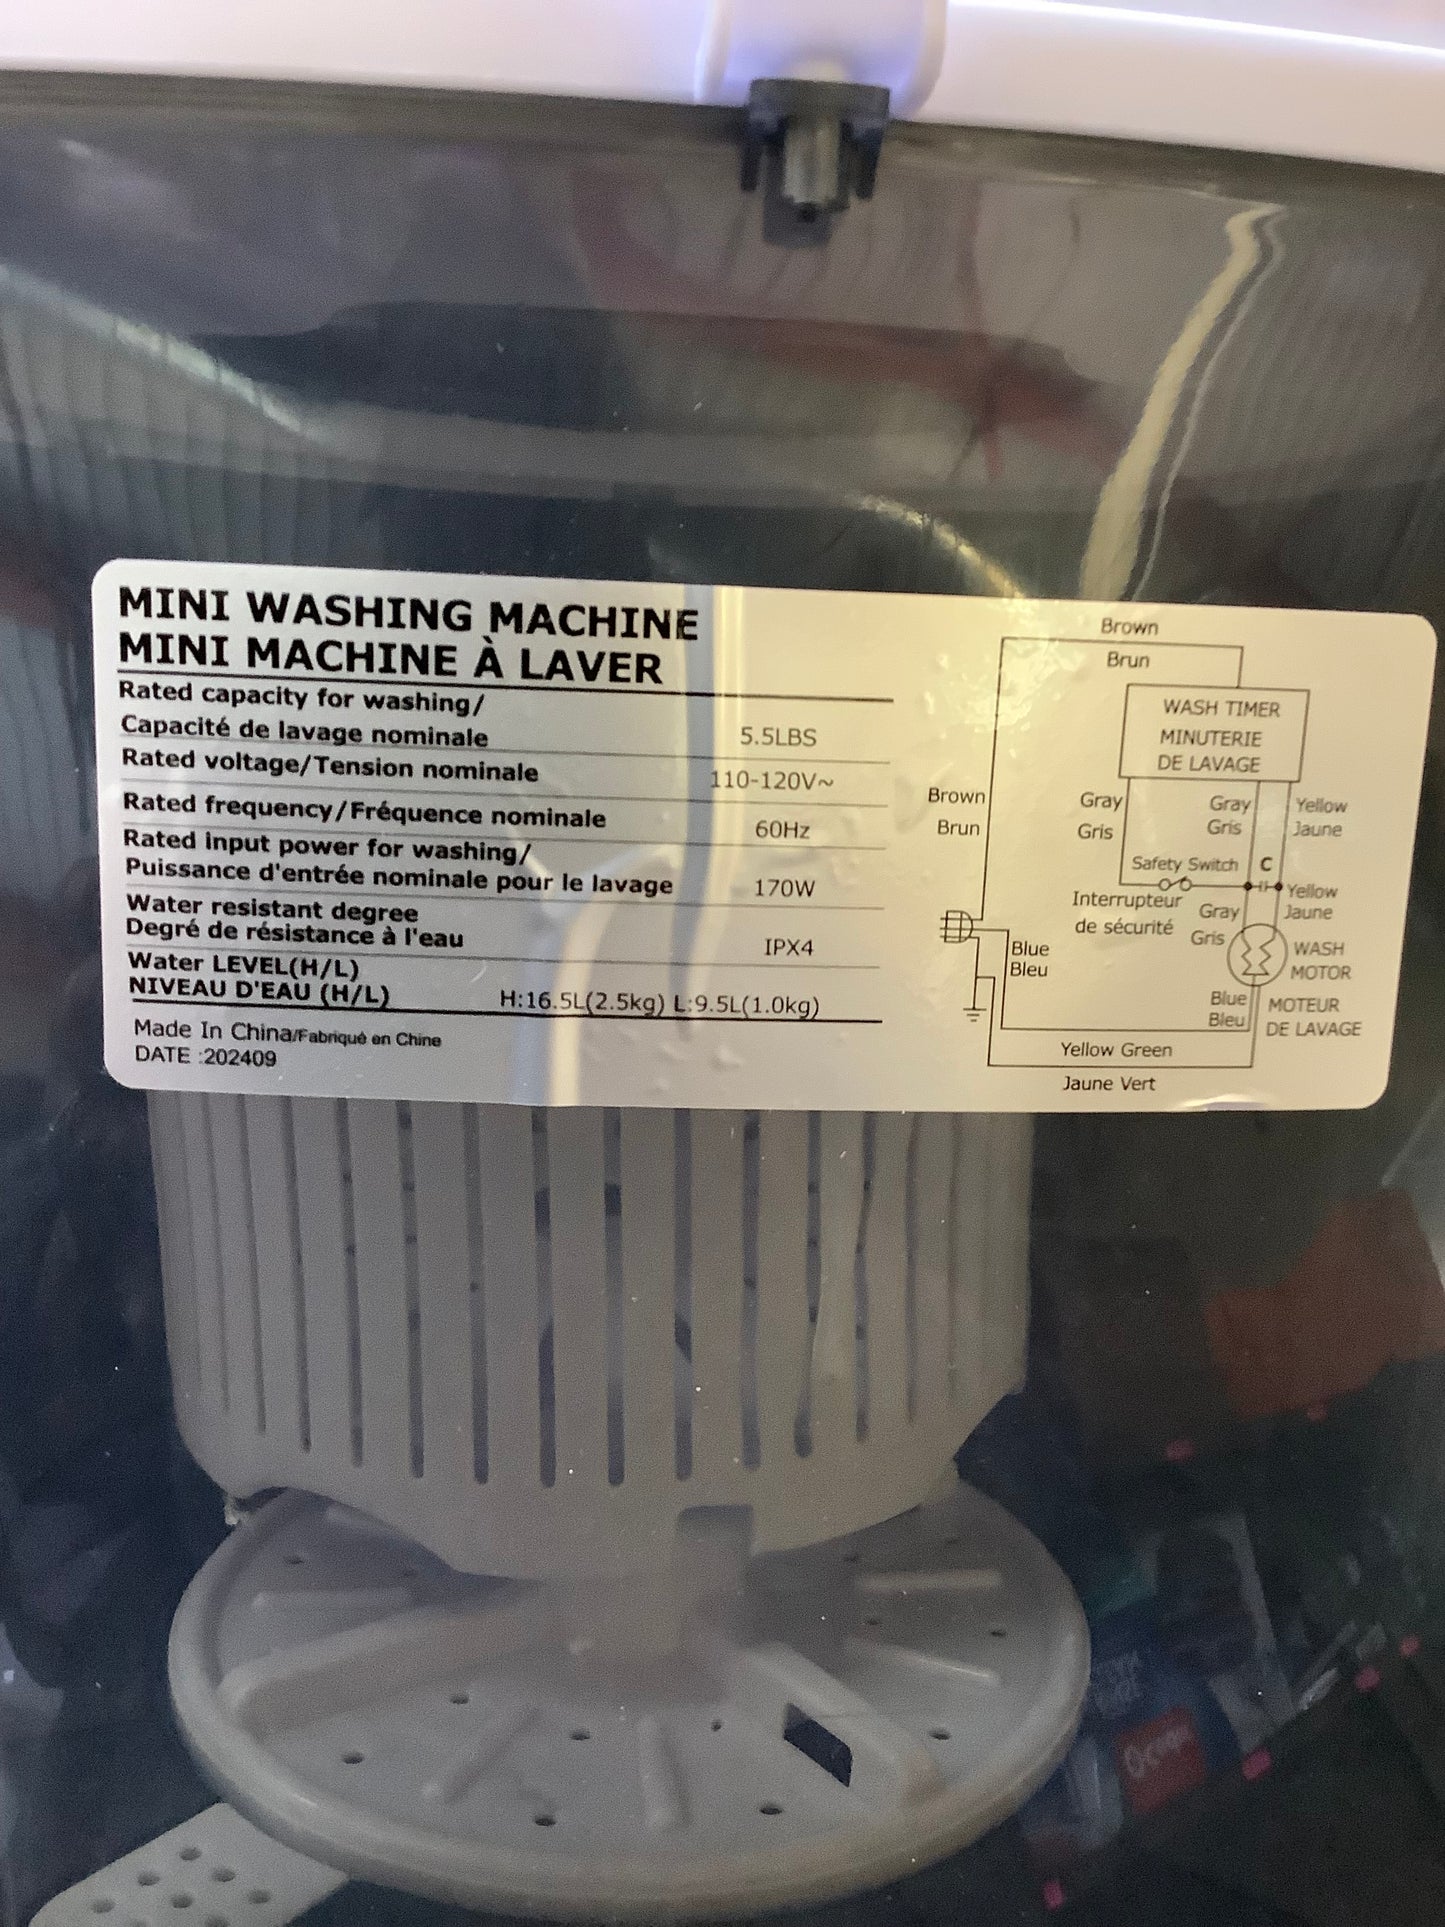 MINI WASHING MACHINE
MINI MACHINE À LAVER
Rated capacity for washing/
Capacité de lavage nominale 5.5LBS
Rated voltage/Tension nominale 110-120V~
Rated frequency/Fréquence nominale 60Hz
Rated input power for washing/
Puissance d'entrée nominale pour le lavage 170W
Water resistant degree
Degré de résistance à l'eau IPX4
Water LEVEL(H/L)
NIVEAU D'EAU (H/L) H:16.5L(2.5kg) L:9.5L(1.0kg)
Made In China/Fabriqué en Chine
DATE :202409
Brown
Brun
WASH TIMER
MINUTERIE
DE LAVAGE
Brown
Brun
Gray
Gris
Gray
Gris
Yellow
Jaune
Safety Switch
C
Interrupteur
de sécurité
Yellow
Jaune
Gray
Gris
WASH
MOTOR
Blue
Bleu
Blue
Bleu
MOTEUR
DE LAVAGE
Yellow Green
Jaune Vert